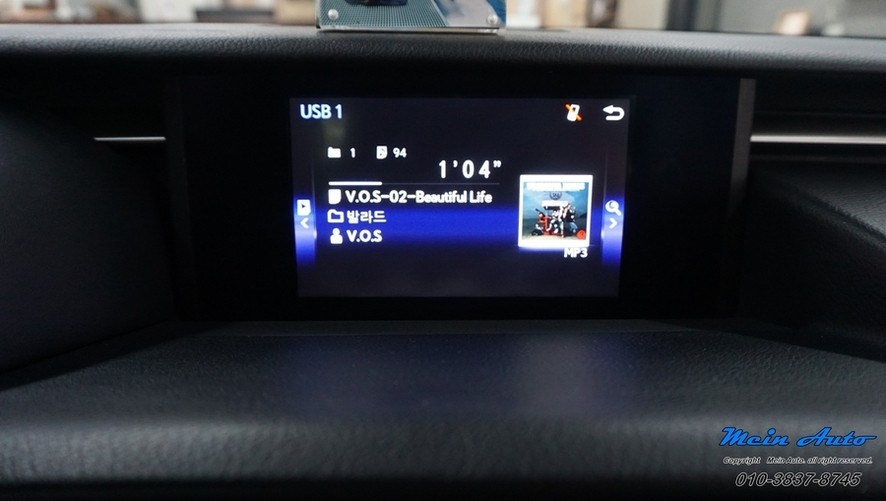 USB 1
1 94
1'04"
V.O.S-02-Beautiful Life
발라드
V.O.S
MP3
Mein Auto
Copyright Mein Auto. all right reserved.
010-3837-8745